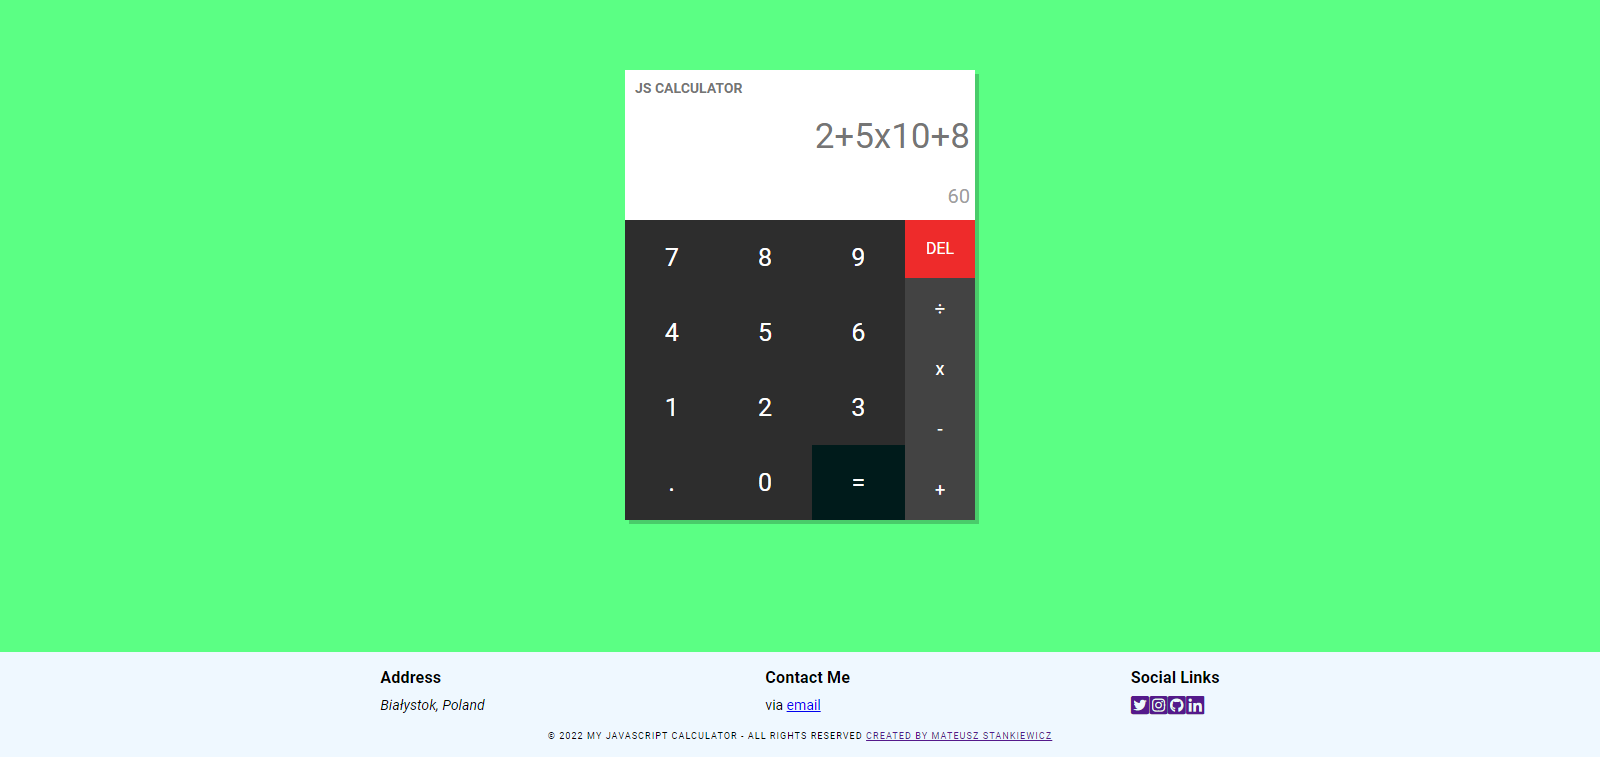 JS CALCULATOR
2+5x10+8
60
7 8 9 DEL
÷
4 5 6
x
1 2 3
-
. 0 =
+
Address
Białystok, Poland
Contact Me
via email
Social Links
in
© 2022 MY JAVASCRIPT CALCULATOR - ALL RIGHTS RESERVED CREATED BY MATEUSZ STANKIEWICZ